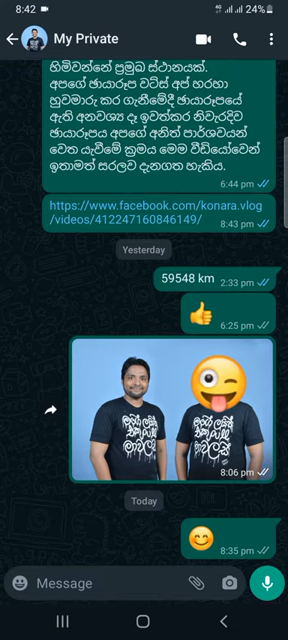 8:42
24%
My Private
හිමිවන්නේ ප්‍රමුඛ ස්ථානයක්.
අපගේ ඡායාරූප වට්ස් අප් හරහා
හුවමාරු කර ගැනීමේදී ඡායාරූපයේ
ඇති අනවශ්‍ය දෑ ඉවත්කර නිවැරදිව
ඡායාරූපය අපගේ අනිත් පාර්ශවයන්
වෙත යැවීමේ ක්‍රමය මෙම වීඩියෝවෙන්
ඉතාමත් සරලව දැනගත හැකිය.
6:44 pm
https://www.facebook.com/konara.vlog
/videos/412247160846149/
8:43 pm
Yesterday
59548 km 2:33 pm
6:25 pm
8:06 pm
Today
8:35 pm
Message